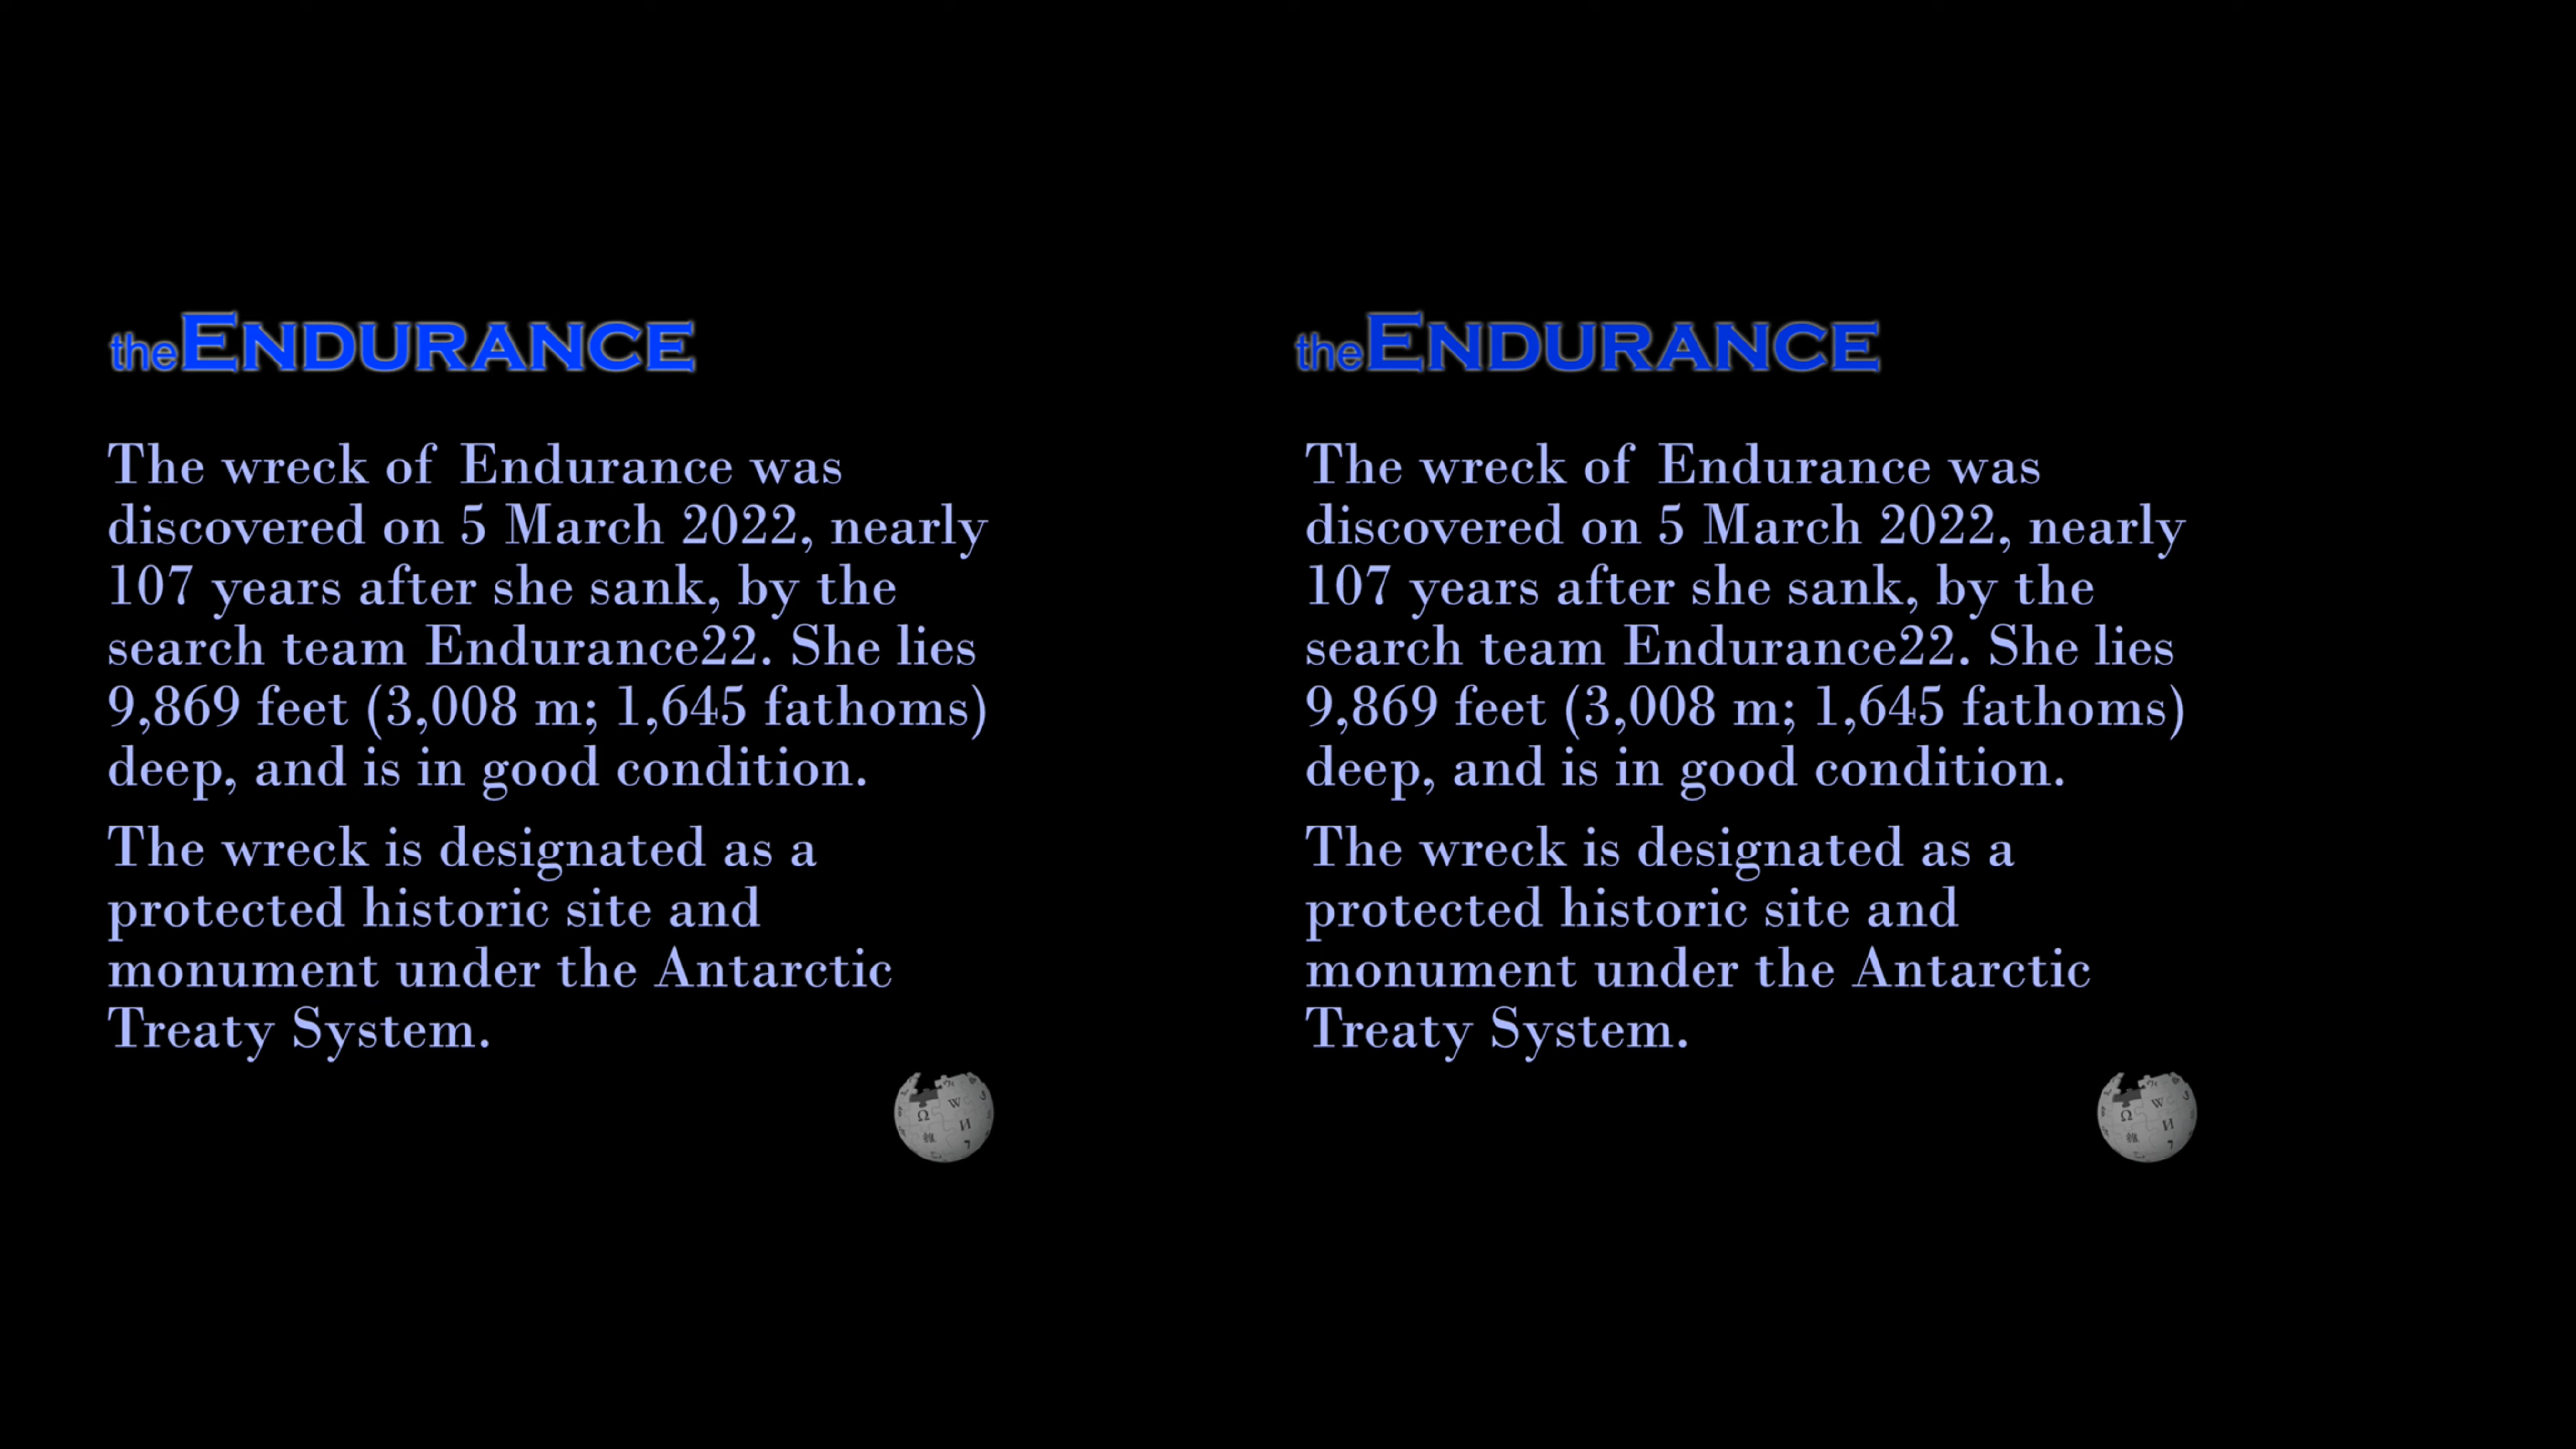 theENDURANCE
The wreck of Endurance was
discovered on 5 March 2022, nearly
107 years after she sank, by the
search team Endurance22. She lies
9,869 feet (3,008 m; 1,645 fathoms)
deep, and is in good condition.
The wreck is designated as a
protected historic site and
monument under the Antarctic
Treaty System.
theENDURANCE
The wreck of Endurance was
discovered on 5 March 2022, nearly
107 years after she sank, by the
search team Endurance22. She lies
9,869 feet (3,008 m; 1,645 fathoms)
deep, and is in good condition.
The wreck is designated as a
protected historic site and
monument under the Antarctic
Treaty System.